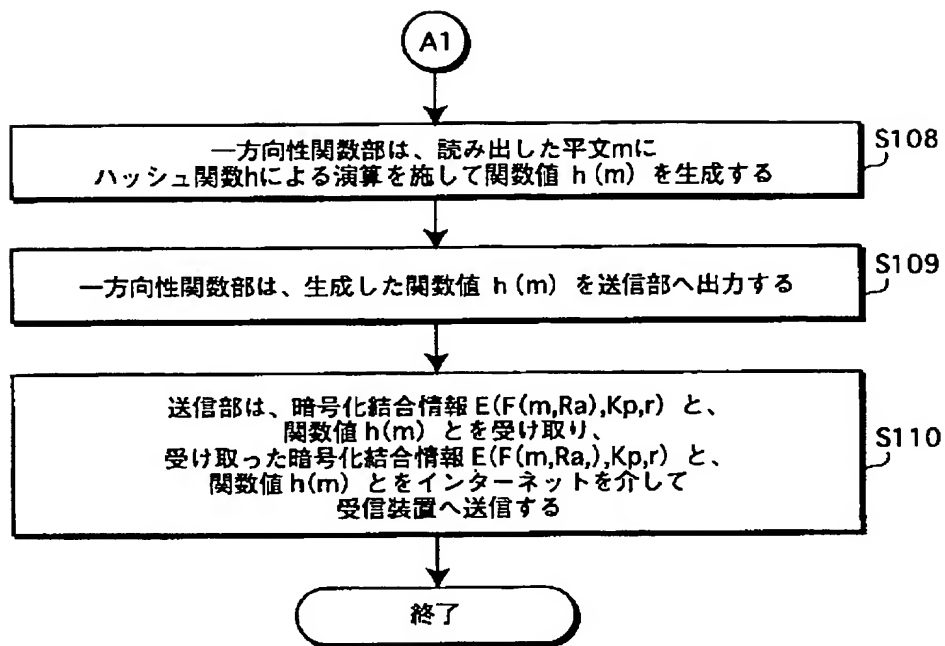 A1
一方向性関数部は、読み出した平文mに
ハッシュ関数hによる演算を施して関数値 h(m) を生成する
S108
一方向性関数部は、生成した関数値 h(m) を送信部へ出力する
S109
送信部は、暗号化結合情報 E(F(m,Ra),Kp,r) と、
関数値 h(m) とを受け取り、
受け取った暗号化結合情報 E(F(m,Ra,),Kp,r) と、
関数値 h(m) とをインターネットを介して
受信装置へ送信する
S110
終了